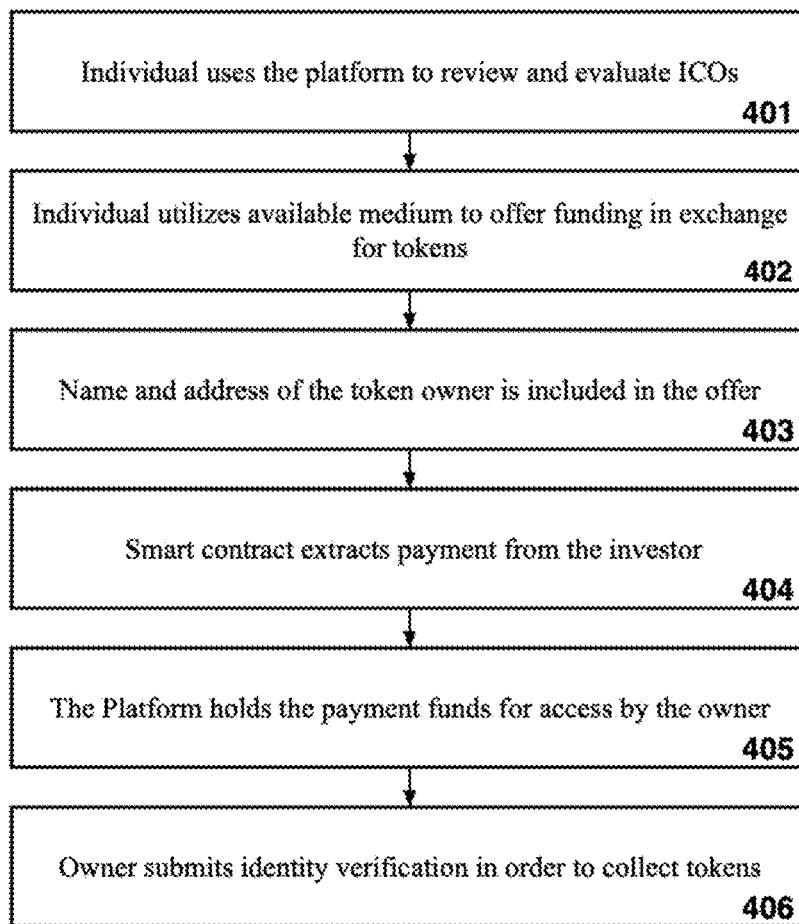 Individual uses the platform to review and evaluate ICOs
401
Individual utilizes available medium to offer funding in exchange
for tokens
402
Name and address of the token owner is included in the offer
403
Smart contract extracts payment from the investor
404
The Platform holds the payment funds for access by the owner
405
Owner submits identity verification in order to collect tokens
406